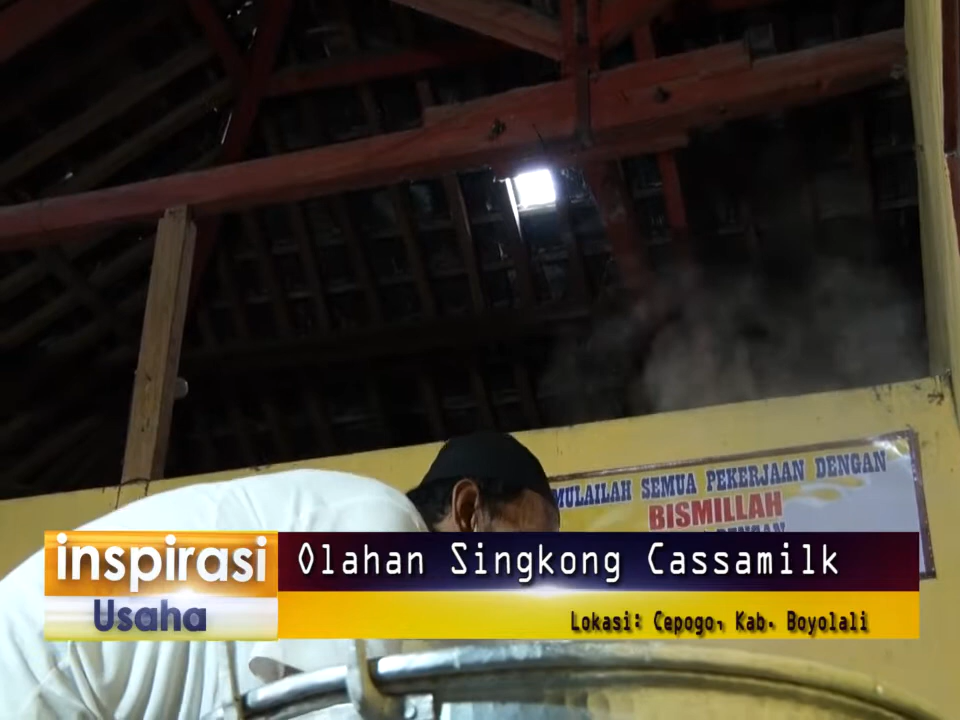 MULAILAH SEMUA PEKERJAAN DENGAN
BISMILLAH
inspirasi
Usaha
Olahan Singkong Cassamilk
Lokasi: Cepogo, Kab. Boyolali